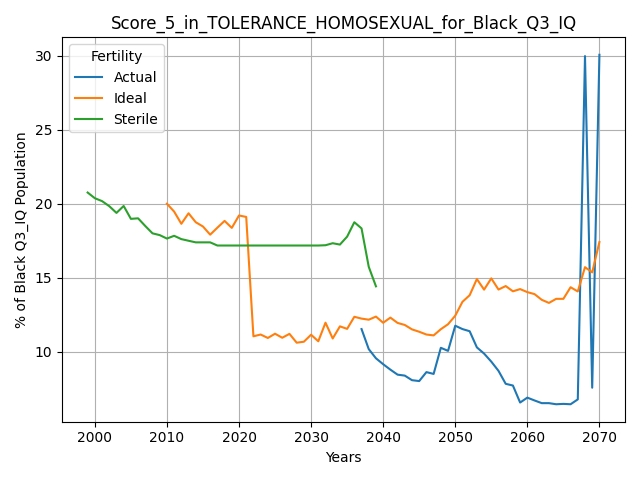 Score_5_in_TOLERANCE_HOMOSEXUAL_for_Black_Q3_IQ
Fertility
Actual
Ideal
Sterile
% of Black Q3_IQ Population
30
25
20
15
10
2000 2010 2020 2030 2040 2050 2060 2070
Years